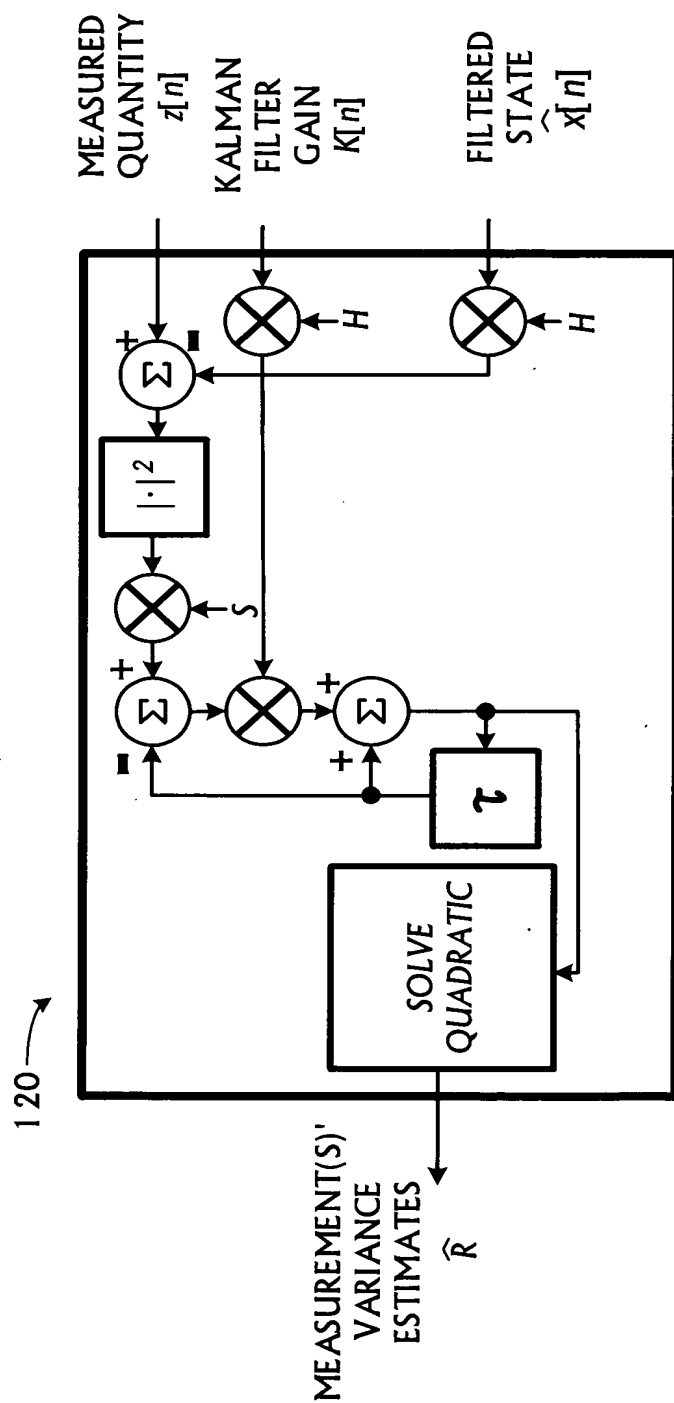 120
MEASURED
QUANTITY
z[n]
KALMAN
FILTER
GAIN
K[n]
FILTERED
STATE
x̂[n]
+
−
Σ
H
H
|·|²
S
+
−
Σ
+
+
Σ
τ
SOLVE
QUADRATIC
MEASUREMENT(S)'
VARIANCE
ESTIMATES
R̂